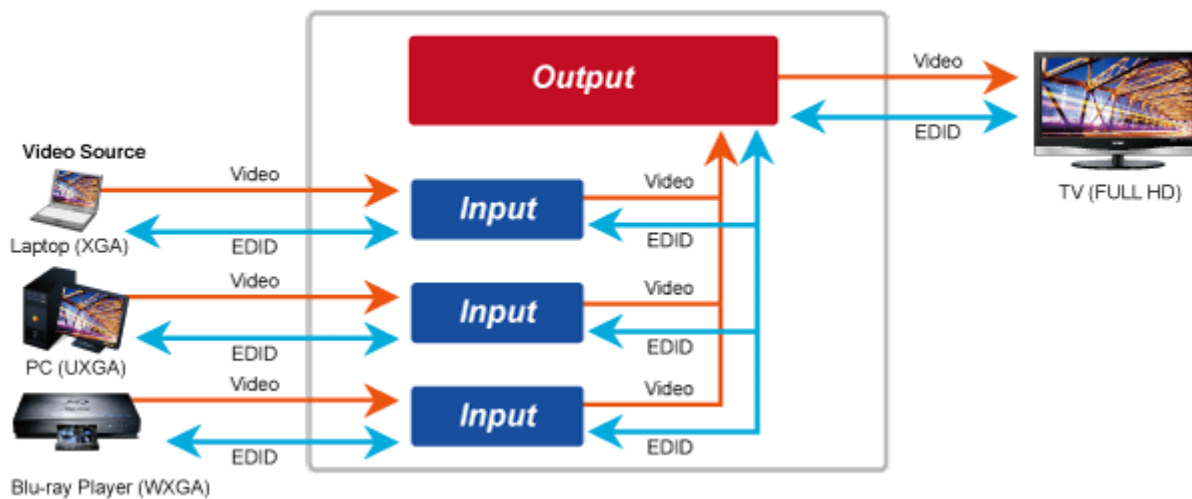 Output
Video
EDID
TV (FULL HD)
Video Source
Laptop (XGA)
Video
EDID
Input
Video
EDID
PC (UXGA)
Video
EDID
Input
Video
EDID
Blu-ray Player (WXGA)
Video
EDID
Input
Video
EDID